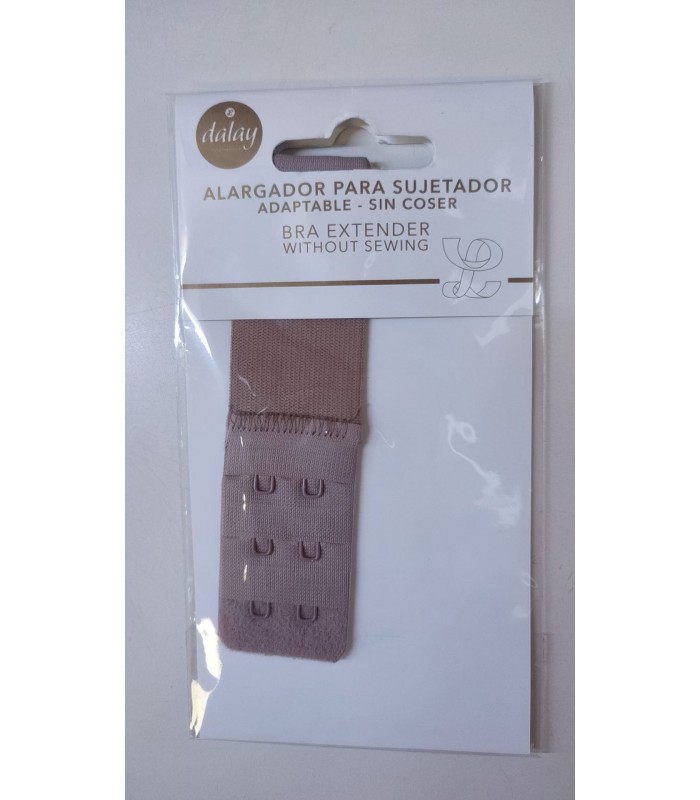 dalay
ALARGADOR PARA SUJETADOR
ADAPTABLE - SIN COSER
BRA EXTENDER
WITHOUT SEWING